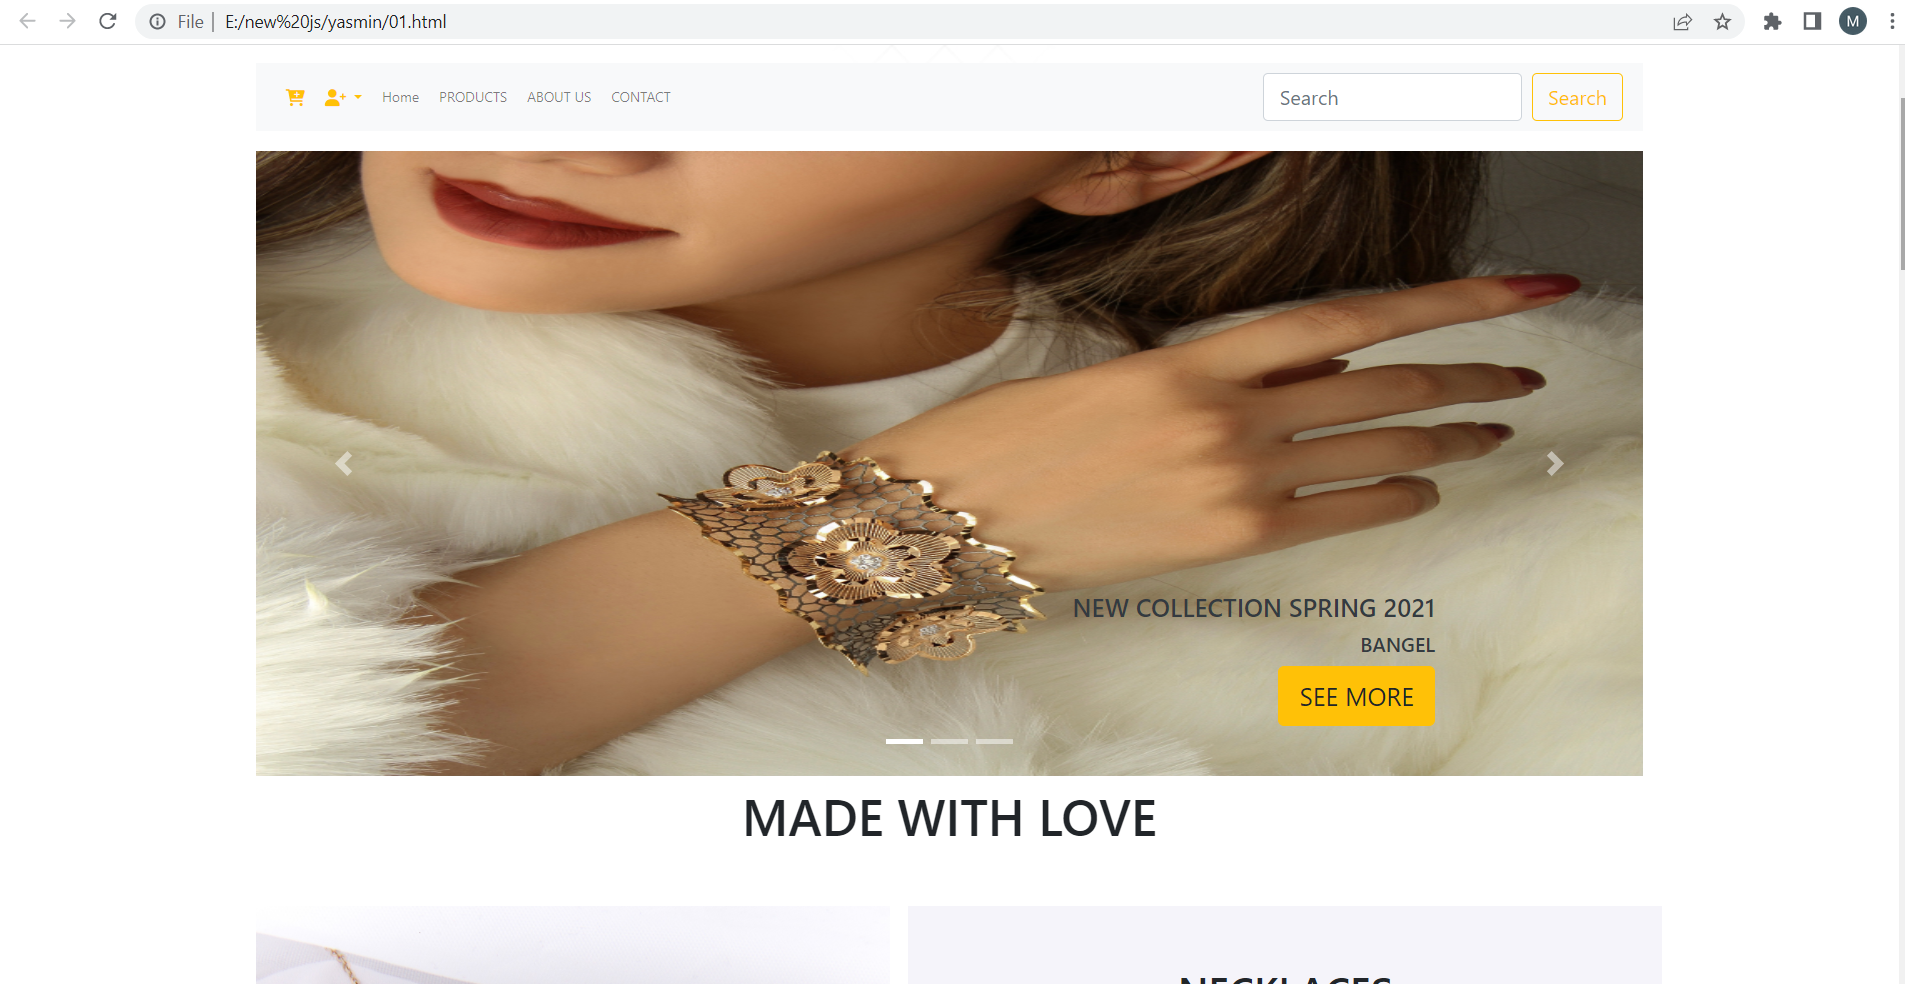 File E:/new%20js/yasmin/01.html
M
Home PRODUCTS ABOUT US CONTACT
Search Search
NEW COLLECTION SPRING 2021
BANGEL
SEE MORE
MADE WITH LOVE
NECKLACES